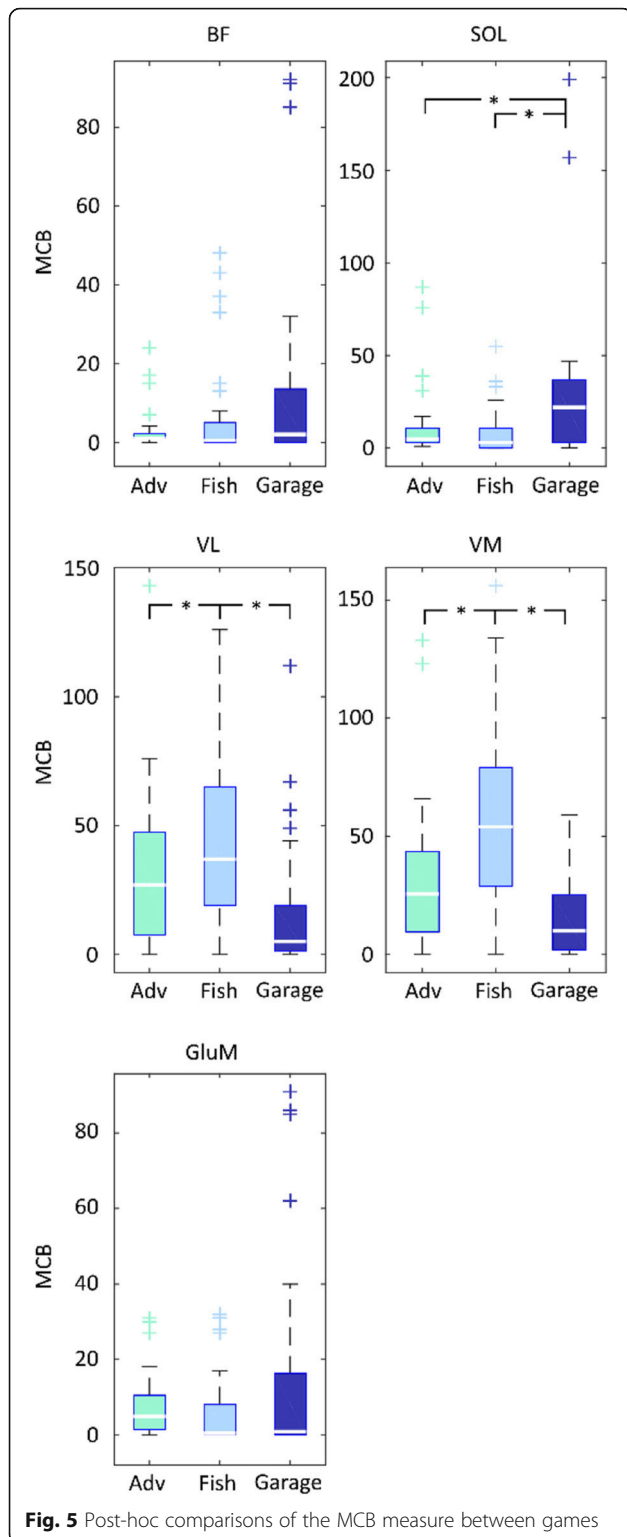 BF SOL
80 200
60 150
MCB 40 100
20 50
0 0
Adv Fish Garage Adv Fish Garage
* *
VL VM
150 150
100 100
MCB
50 50
0 0
Adv Fish Garage Adv Fish Garage
* * * *
GluM
80
60
MCB
40
20
0
Adv Fish Garage
Fig. 5 Post-hoc comparisons of the MCB measure between games